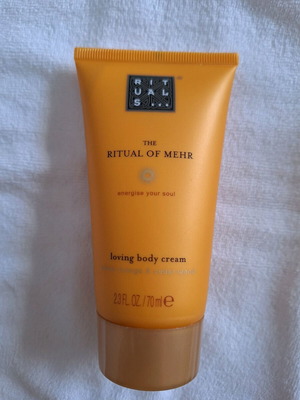 RIT
UAL
S...
THE
RITUAL OF MEHR
energise your soul
loving body cream
2.3 FL. OZ. / 70 ml e